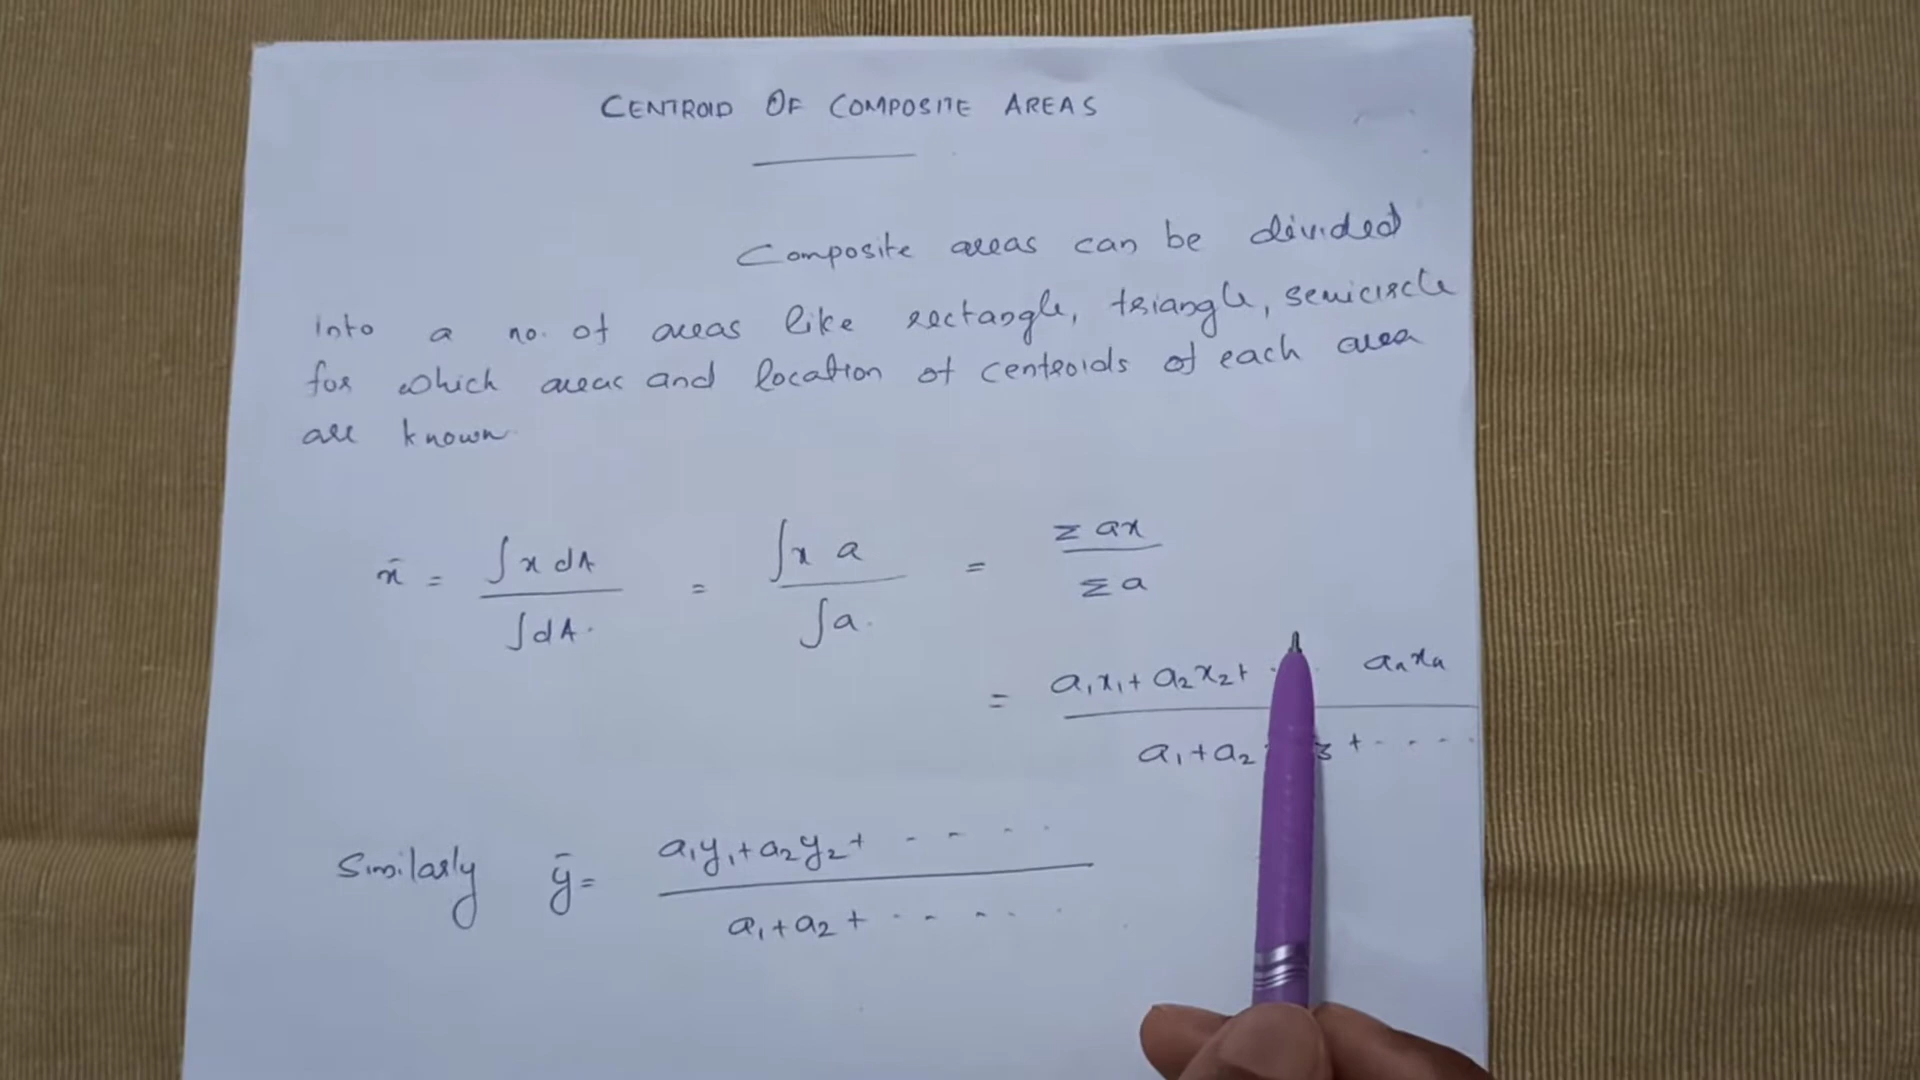 CENTROID OF COMPOSITE AREAS
Composite areas can be divided
into a no. of areas like rectangle, triangle, semicircle
for which areas and location of centroids of each area
are known
x̄ = ∫x dA / ∫dA = ∫x a / ∫a = Σ ax / Σ a
= a₁x₁ + a₂x₂ + aₙxₙ / a₁ + a₂ 3 + - - - -
Similarly ȳ = a₁y₁ + a₂y₂ + - - - - / a₁ + a₂ + - - - - -